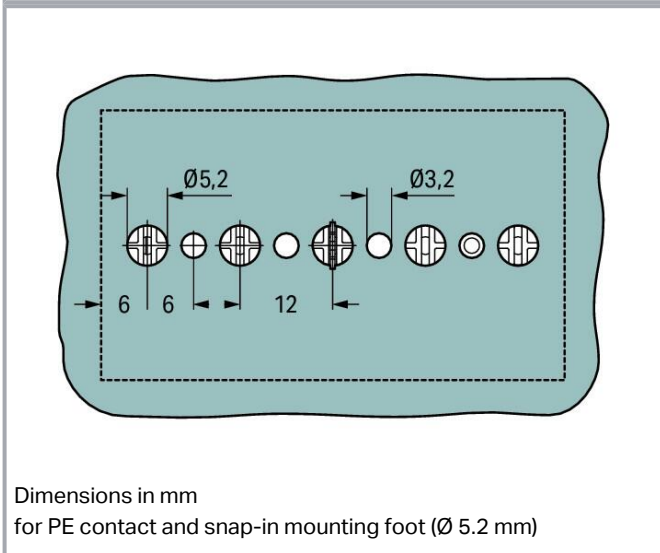 Ø5,2 Ø3,2
6 6 12
Dimensions in mm
for PE contact and snap-in mounting foot (Ø 5.2 mm)